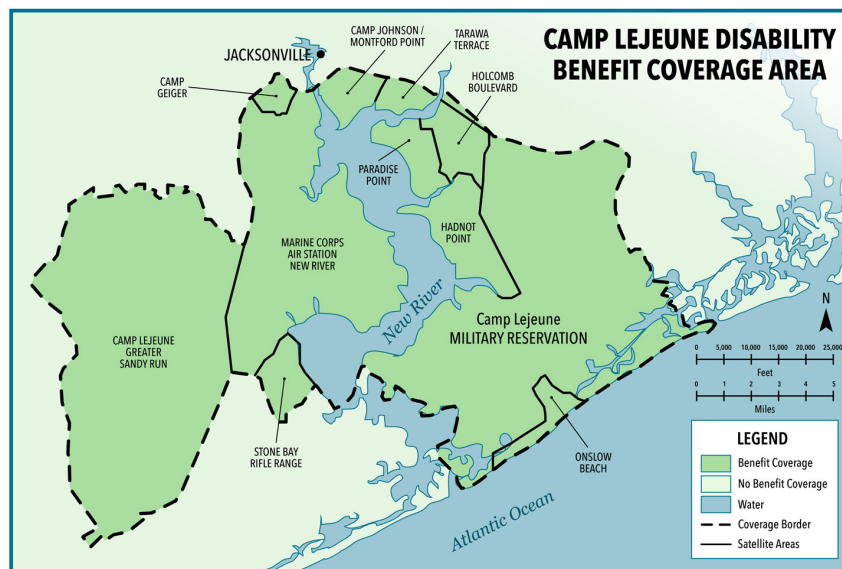 CAMP LEJEUNE DISABILITY
BENEFIT COVERAGE AREA
JACKSONVILLE
CAMP JOHNSON /
MONTFORD POINT
TARAWA
TERRACE
HOLCOMB
BOULEVARD
CAMP
GEIGER
PARADISE
POINT
HADNOT
POINT
MARINE CORPS
AIR STATION
NEW RIVER
New River
Camp Lejeune
MILITARY RESERVATION
CAMP LEJEUNE
GREATER
SANDY RUN
STONE BAY
RIFLE RANGE
ONSLOW
BEACH
Atlantic Ocean
N
0 5,000 10,000 15,000 20,000 25,000
Feet
0 1 2 3 4 5
Miles
LEGEND
Benefit Coverage
No Benefit Coverage
Water
Coverage Border
Satellite Areas